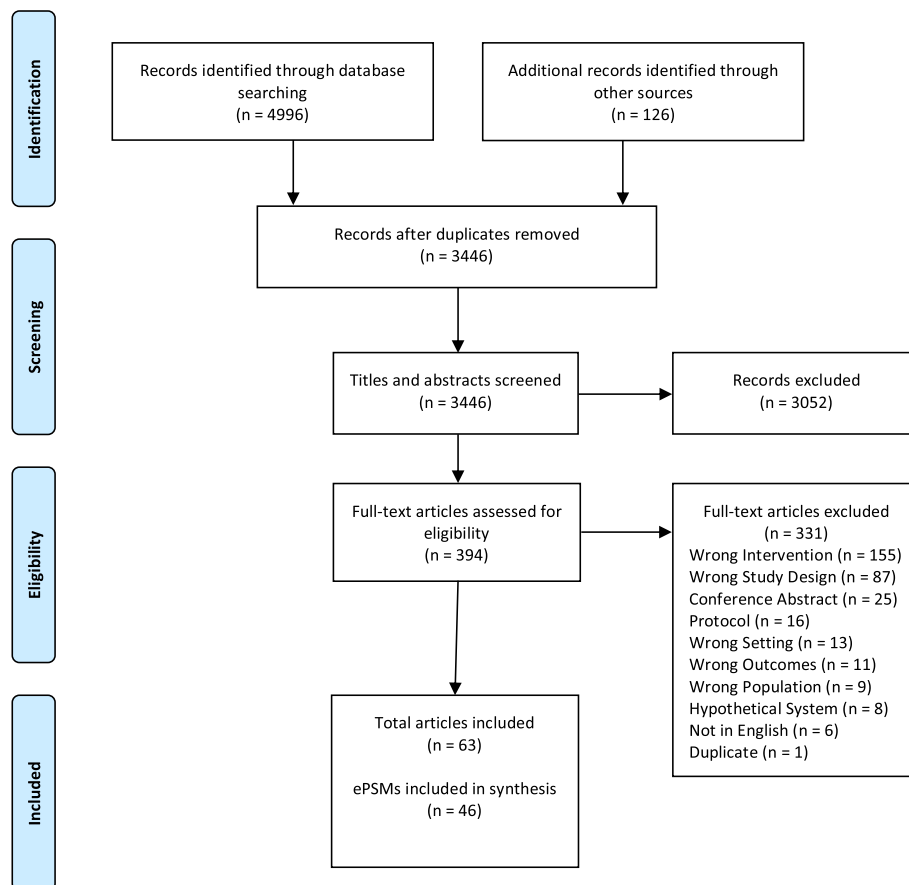 Identification
Records identified through database
searching
(n = 4996)
Additional records identified through
other sources
(n = 126)
Records after duplicates removed
(n = 3446)
Screening
Titles and abstracts screened
(n = 3446)
Records excluded
(n = 3052)
Eligibility
Full-text articles assessed for
eligibility
(n = 394)
Full-text articles excluded
(n = 331)
Wrong Intervention (n = 155)
Wrong Study Design (n = 87)
Conference Abstract (n = 25)
Protocol (n = 16)
Wrong Setting (n = 13)
Wrong Outcomes (n = 11)
Wrong Population (n = 9)
Hypothetical System (n = 8)
Not in English (n = 6)
Duplicate (n = 1)
Included
Total articles included
(n = 63)
ePSMs included in synthesis
(n = 46)